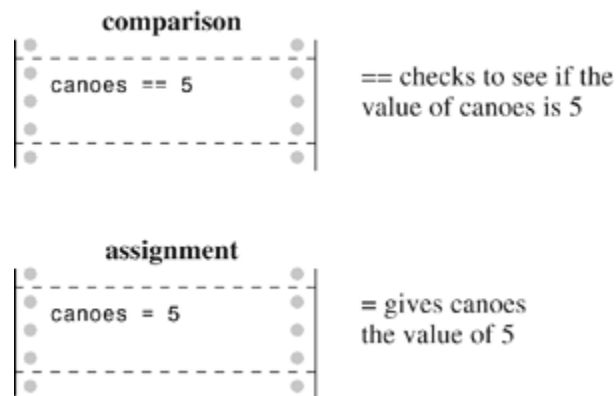 comparison
canoes == 5
== checks to see if the
value of canoes is 5
assignment
canoes = 5
= gives canoes
the value of 5